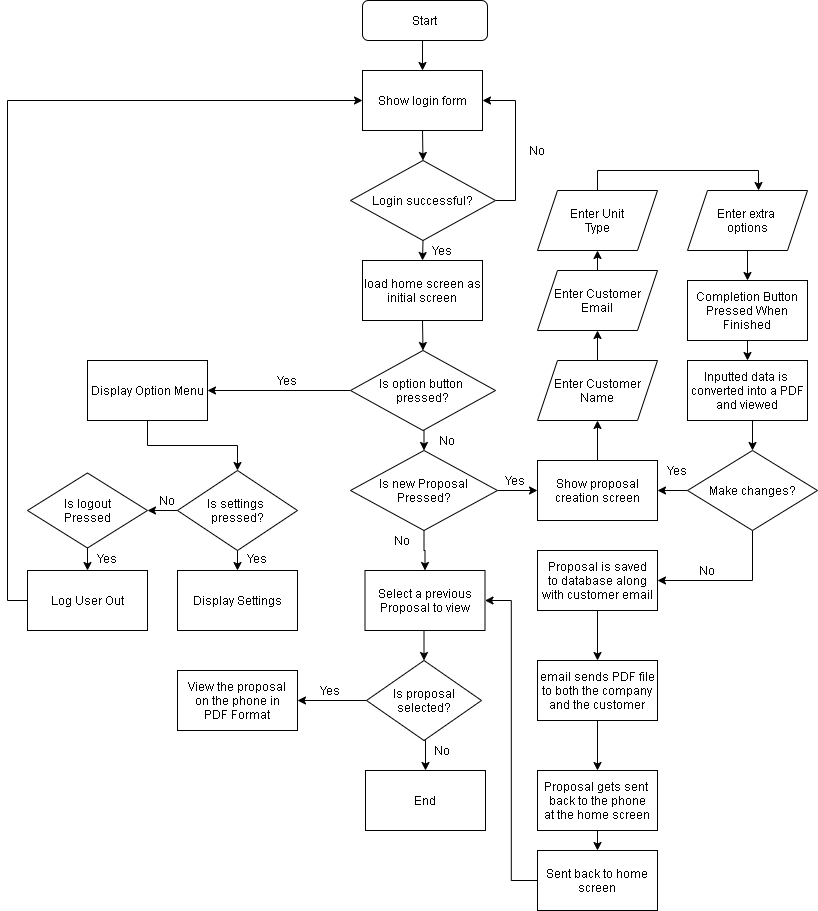 Start
Show login form
No
Login successful?
Yes
load home screen as
initial screen
Is option button
pressed?
Yes
Display Option Menu
Is settings
pressed?
No
Is logout
Pressed
Yes
Log User Out
Yes
Display Settings
No
Is new Proposal
Pressed?
Yes
Show proposal
creation screen
Enter Customer
Name
Enter Customer
Email
Enter Unit
Type
Enter extra
options
Completion Button
Pressed When
Finished
Inputted data is
converted into a PDF
and viewed
Make changes?
Yes
No
Proposal is saved
to database along
with customer email
email sends PDF file
to both the company
and the customer
Proposal gets sent
back to the phone
at the home screen
Sent back to home
screen
No
Select a previous
Proposal to view
Is proposal
selected?
Yes
View the proposal
on the phone in
PDF Format
No
End